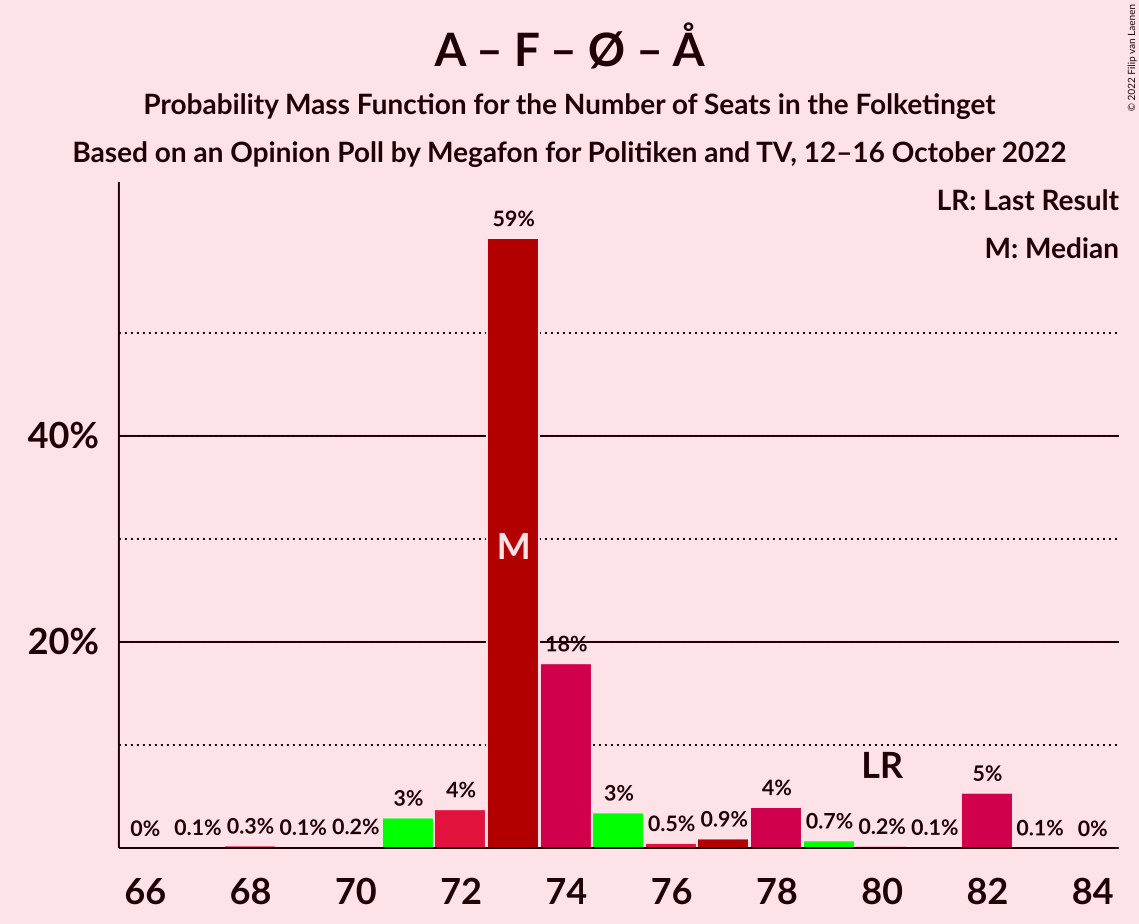 A – F – Ø – Å
Probability Mass Function for the Number of Seats in the Folketinget
Based on an Opinion Poll by Megafon for Politiken and TV, 12–16 October 2022
© 2022 Filip van Laenen
LR: Last Result
M: Median
59%
40%
M
20%
18%
LR
3% 4% 3% 4% 5%
0% 0.1% 0.3% 0.1% 0.2% 0.5% 0.9% 0.7% 0.2% 0.1% 0.1% 0%
66 68 70 72 74 76 78 80 82 84